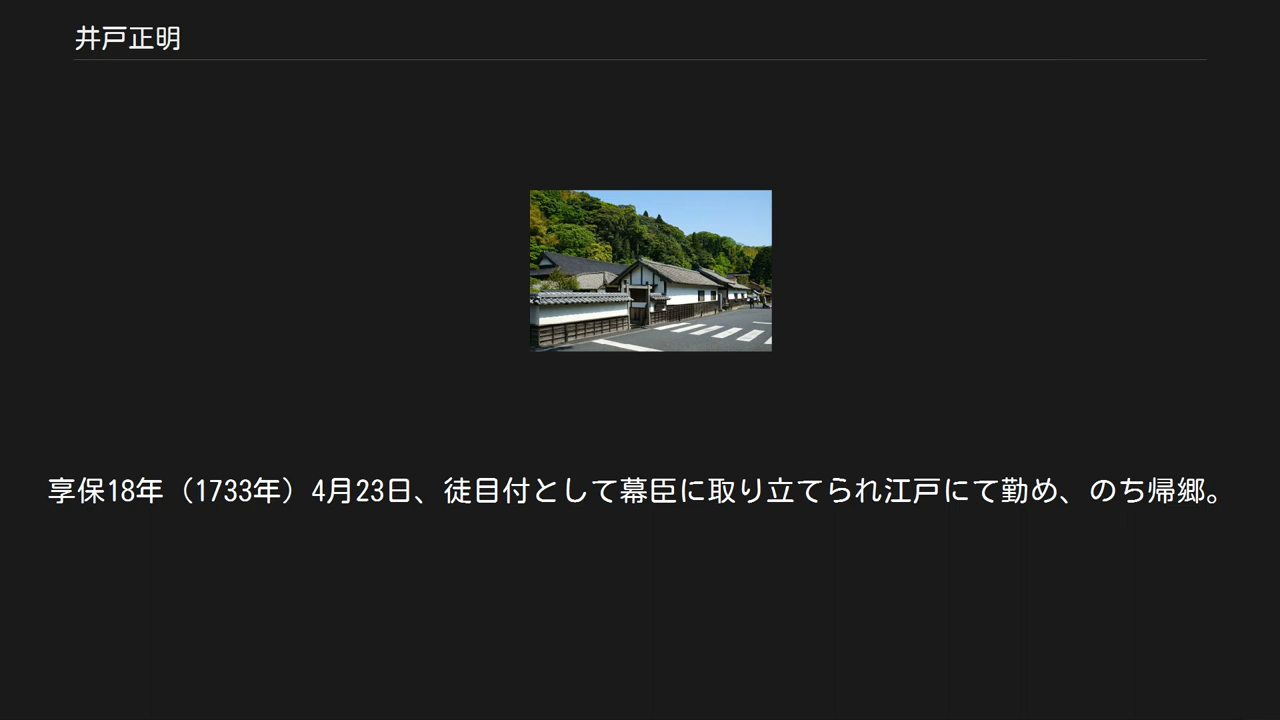 井戸正明
享保18年（1733年）4月23日、徒目付として幕臣に取り立てられ江戸にて勤め、のち帰郷。